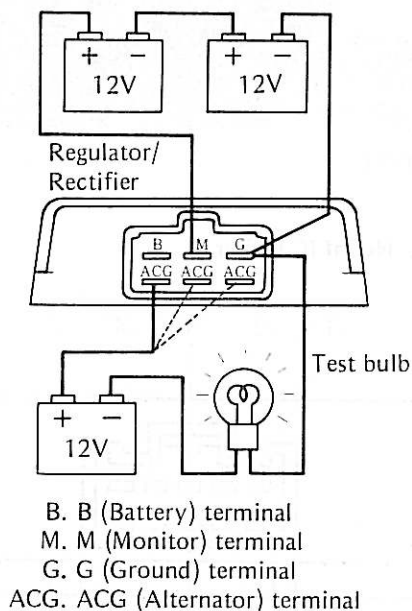 + − + −
12V 12V
Regulator/
Rectifier
B M G
ACG ACG ACG
Test bulb
+ −
12V
B. B (Battery) terminal
M. M (Monitor) terminal
G. G (Ground) terminal
ACG. ACG (Alternator) terminal